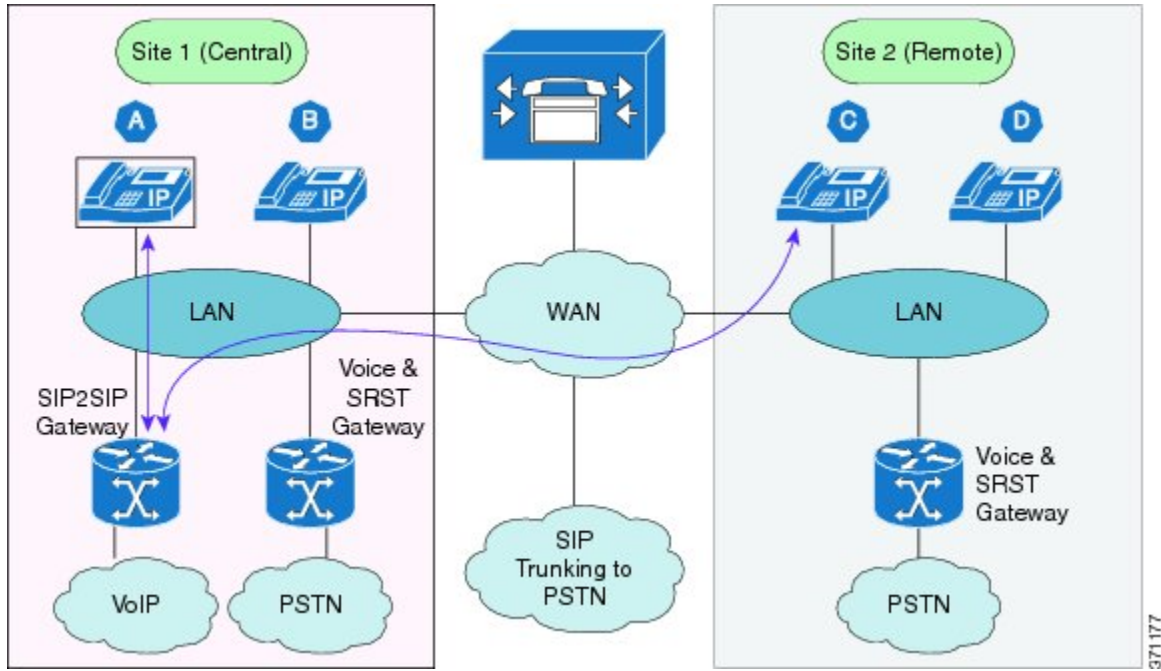 Site 1 (Central)
Site 2 (Remote)
A
B
C
D
IP
IP
IP
IP
LAN
WAN
LAN
SIP2SIP
Gateway
Voice &
SRST
Gateway
Voice &
SRST
Gateway
SIP
Trunking to
PSTN
VoIP
PSTN
PSTN
371177